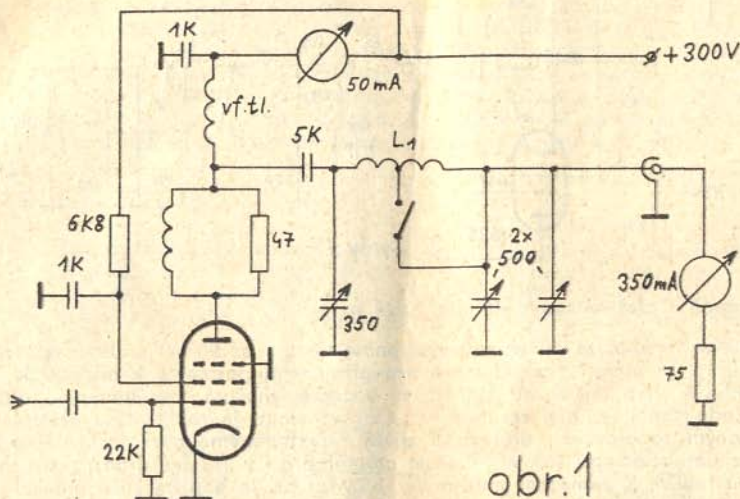 1K
50mA
+300V
vf.tl.
5K
L1
6K8
47
1K
2x
500
350
350mA
75
22K
obr.1